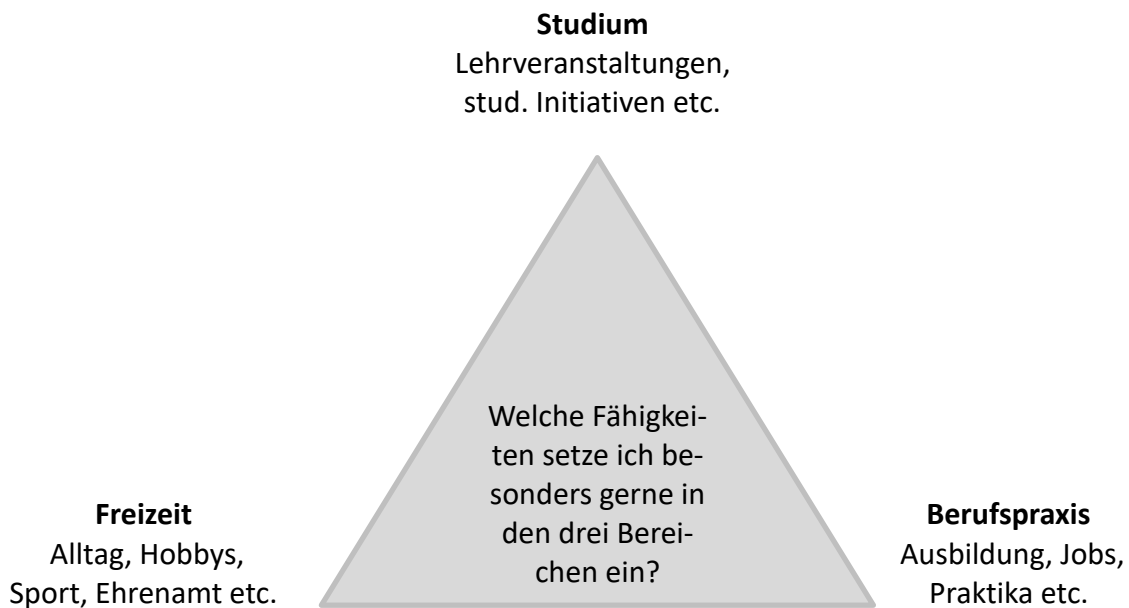 Studium
Lehrveranstaltungen,
stud. Initiativen etc.
Welche Fähigkei-
ten setze ich be-
sonders gerne in
den drei Berei-
chen ein?
Freizeit
Alltag, Hobbys,
Sport, Ehrenamt etc.
Berufspraxis
Ausbildung, Jobs,
Praktika etc.